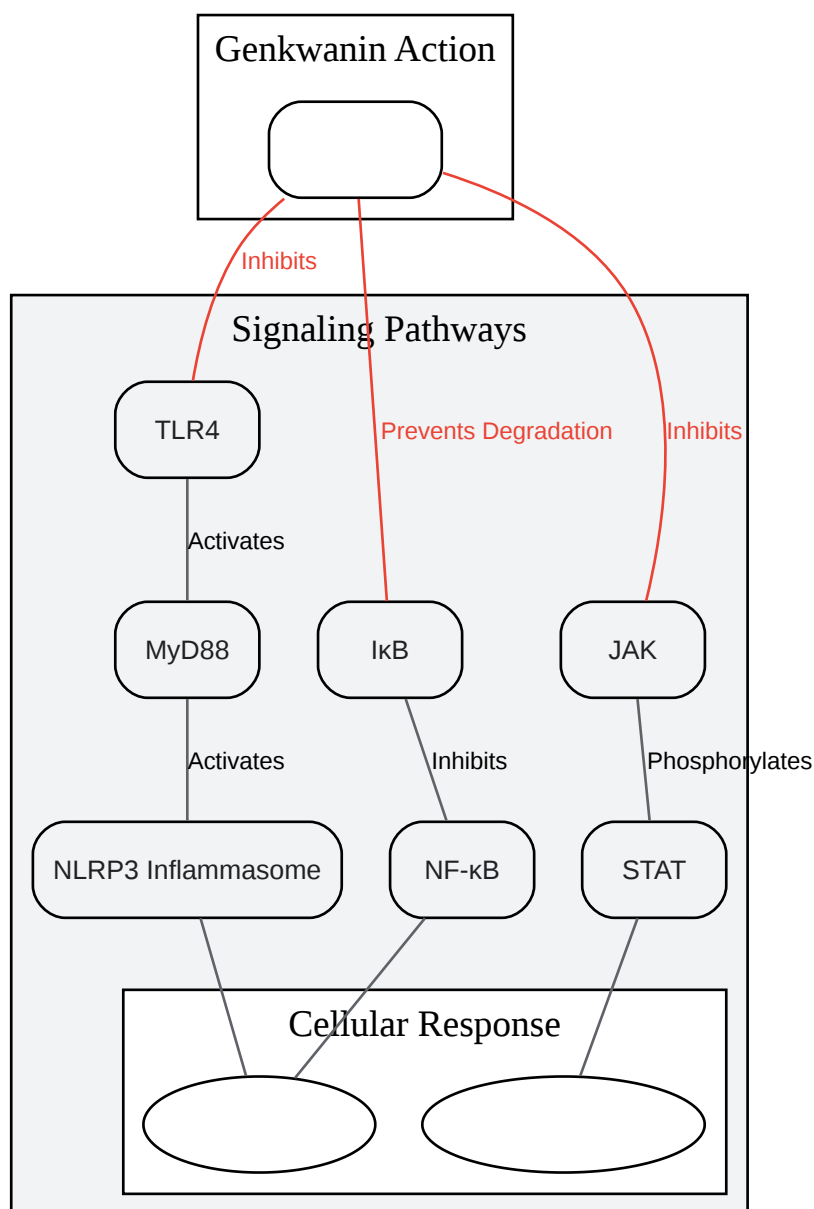 Genkwanin Action
Inhibits
Signaling Pathways
TLR4
Prevents Degradation
Inhibits
Activates
MyD88
IκB
JAK
Activates
Inhibits
Phosphorylates
NLRP3 Inflammasome
NF-κB
STAT
Cellular Response